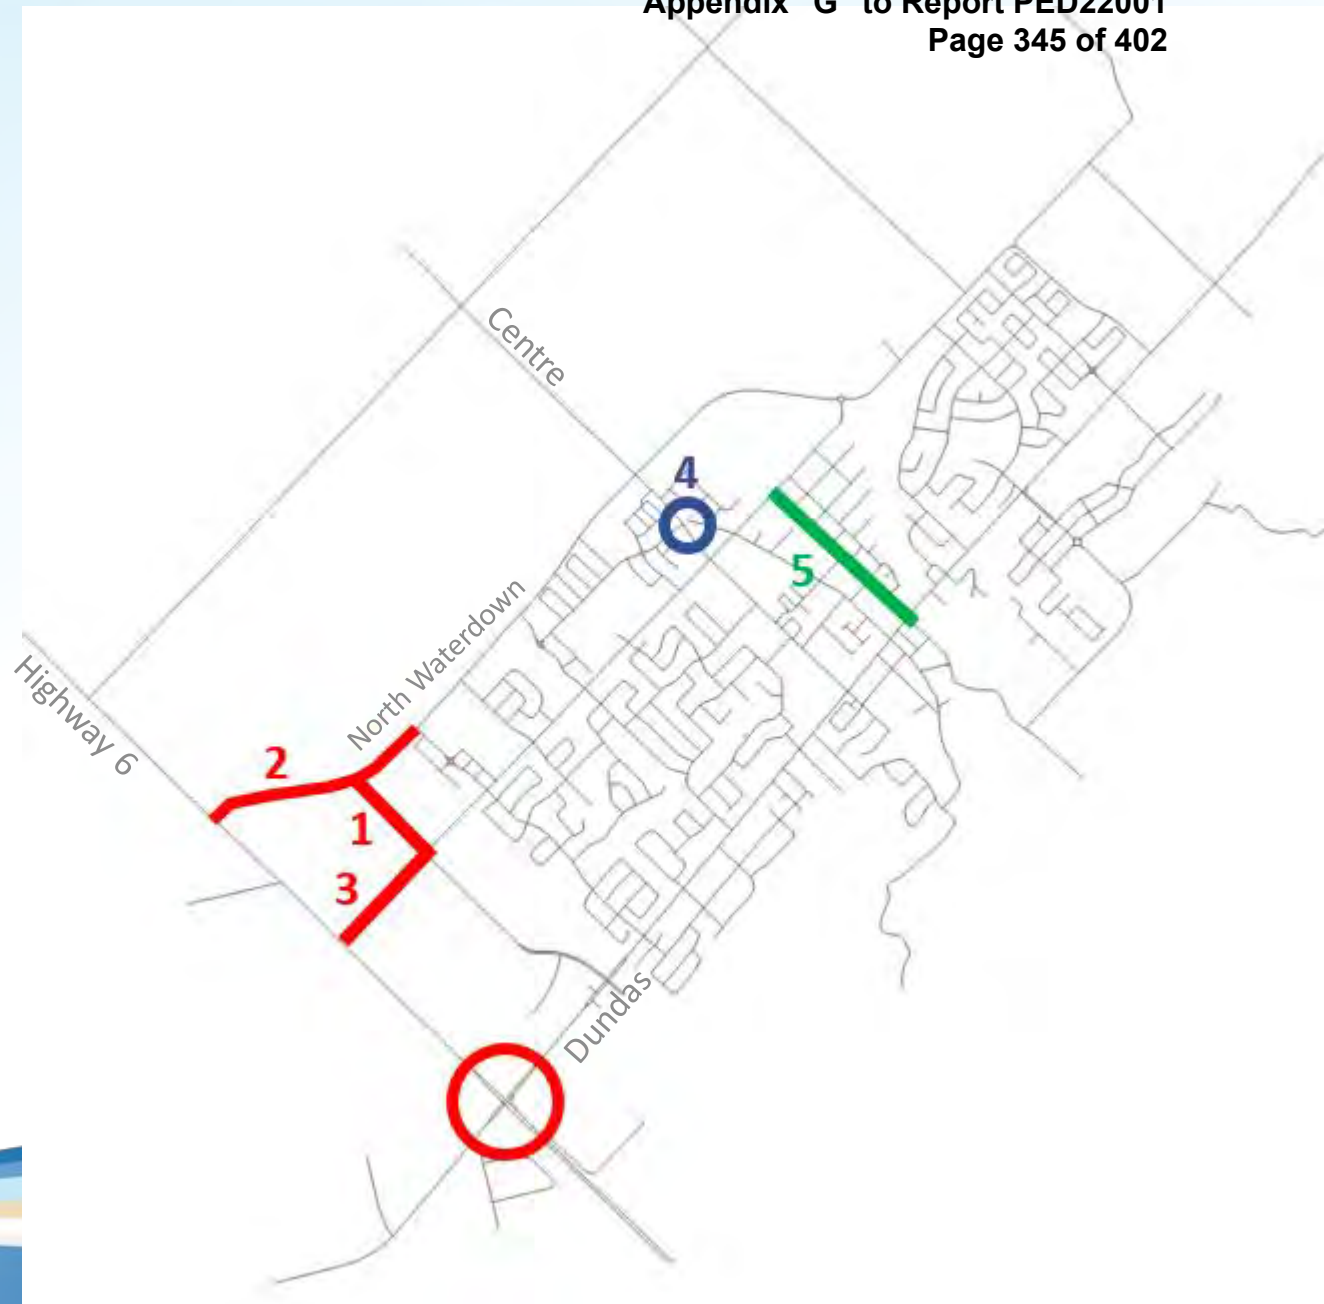 Appendix "G" to Report PED22001
Page 345 of 402
Centre
4
5
North Waterdown
Highway 6
2
1
3
Dundas